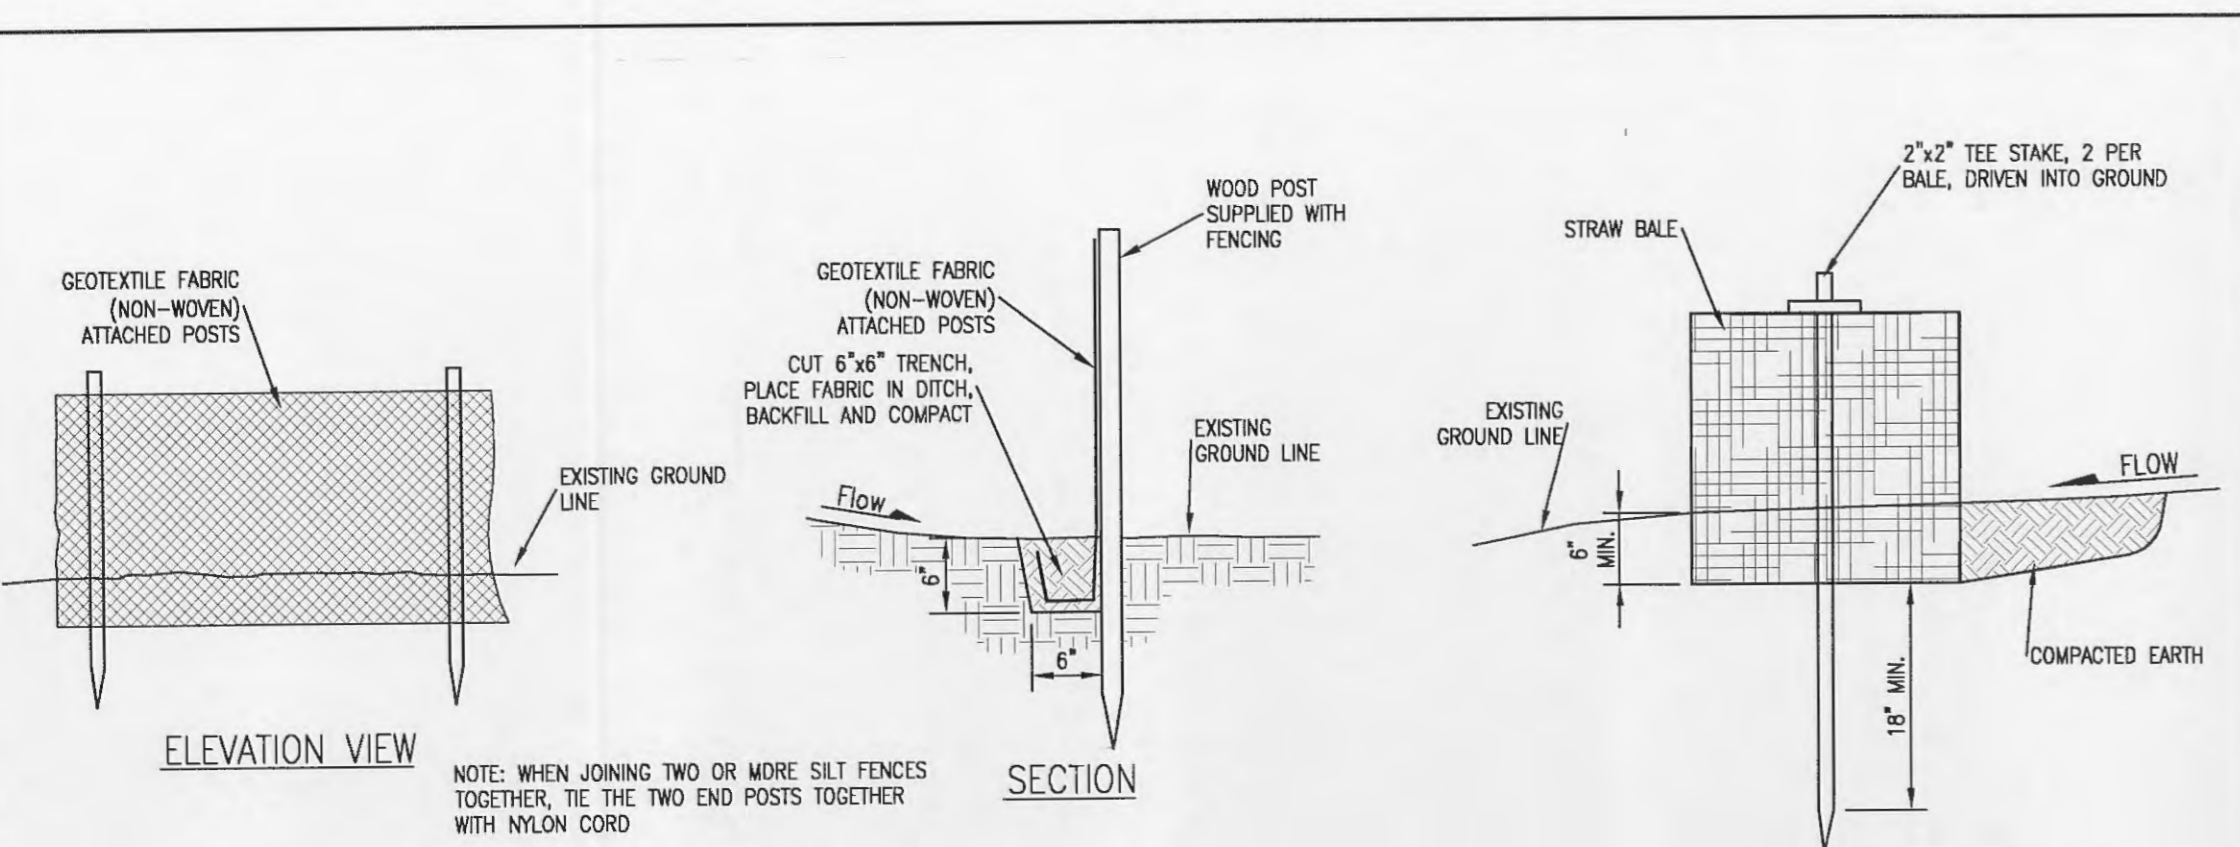 GEOTEXTILE FABRIC
(NON-WOVEN)
ATTACHED POSTS
EXISTING GROUND
LINE
ELEVATION VIEW
NOTE: WHEN JOINING TWO OR MORE SILT FENCES
TOGETHER, TIE THE TWO END POSTS TOGETHER
WITH NYLON CORD
WOOD POST
SUPPLIED WITH
FENCING
GEOTEXTILE FABRIC
(NON-WOVEN)
ATTACHED POSTS
CUT 6"x6" TRENCH,
PLACE FABRIC IN DITCH,
BACKFILL AND COMPACT
EXISTING
GROUND LINE
Flow
6"
6"
SECTION
2"x2" TEE STAKE, 2 PER
BALE, DRIVEN INTO GROUND
STRAW BALE
EXISTING
GROUND LINE
FLOW
6"
MIN.
COMPACTED EARTH
18" MIN.